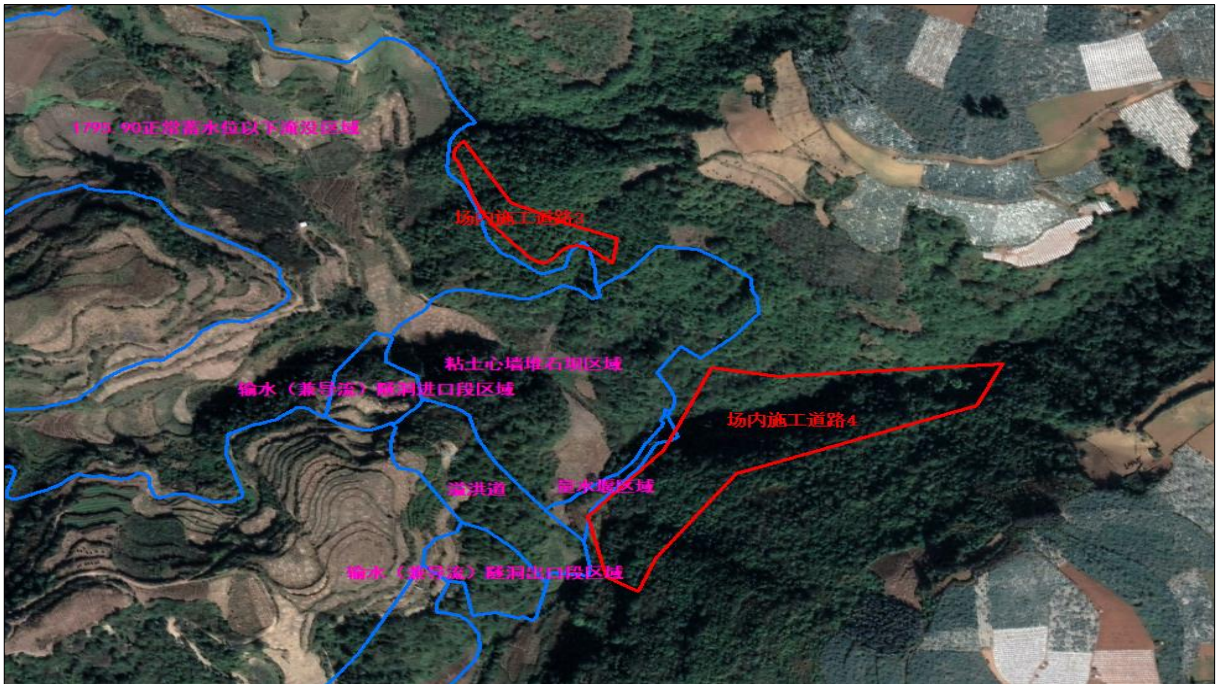 1795.90正常蓄水位以下淹没区域
场内施工道路3
粘土心墙堆石坝区域
输水（兼导流）隧洞进口段区域
场内施工道路4
溢洪道
量水堰区域
输水（兼导流）隧洞出口段区域